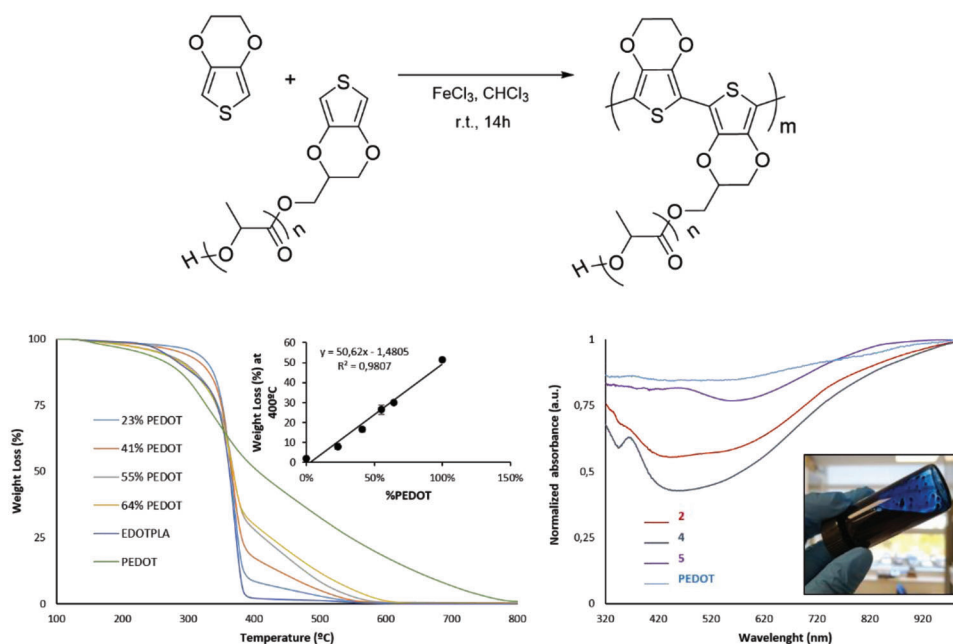 O O
S
+
S
O O
O
n
H O
O
FeCl3, CHCl3
r.t., 14h
O O
S
S
m
O O
O
n
H O
O
100
75
50
25
0
Weight Loss (%)
100 200 300 400 500 600 700 800
Temperature (ºC)
23% PEDOT
41% PEDOT
55% PEDOT
64% PEDOT
EDOTPLA
PEDOT
y = 50,62x - 1,4805
R² = 0,9807
60
50
40
30
20
10
0
Weight Loss (%) at
400ºC
0% 50% 100% 150%
%PEDOT
1
0,85
0,5
0,25
0
Normalized absorbance (a.u.)
320 420 520 620 720 820 920
Wavelenght (nm)
2
4
5
PEDOT